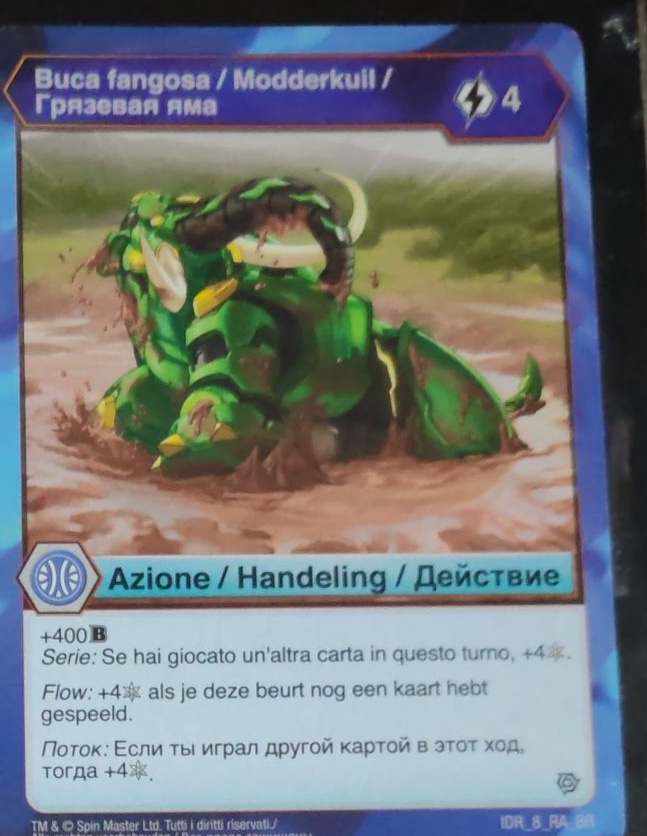 Buca fangosa / Modderkuil /
Грязевая яма
4
Azione / Handeling / Действие
+400 B
Serie: Se hai giocato un'altra carta in questo turno, +4.
Flow: +4 als je deze beurt nog een kaart hebt
gespeeld.
Поток: Если ты играл другой картой в этот ход,
тогда +4.
TM & © Spin Master Ltd. Tutti i diritti riservati./
IDR_8_RA_BB